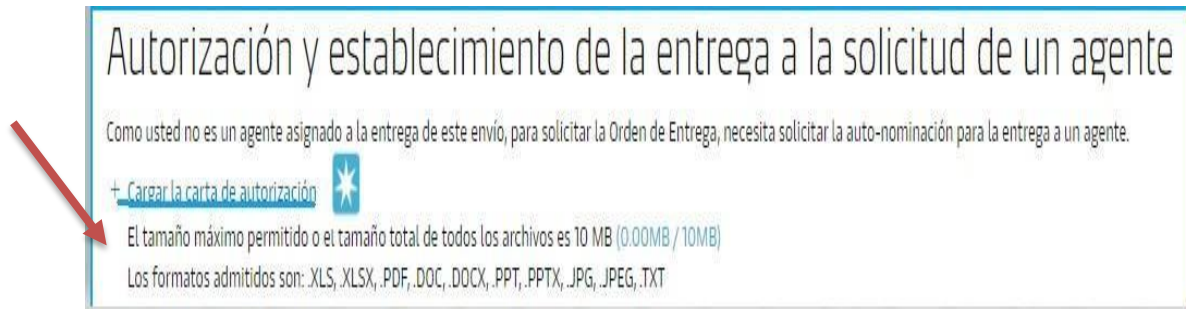 Autorización y establecimiento de la entrega a la solicitud de un agente
Como usted no es un agente asignado a la entrega de este envío, para solicitar la Orden de Entrega, necesita solicitar la auto-nominación para la entrega a un agente.
+ Cargar la carta de autorización
El tamaño máximo permitido o el tamaño total de todos los archivos es 10 MB (0.00MB / 10MB)
Los formatos admitidos son: .XLS, .XLSX, .PDF, .DOC, .DOCX, .PPT, .PPTX, .JPG, .JPEG, .TXT